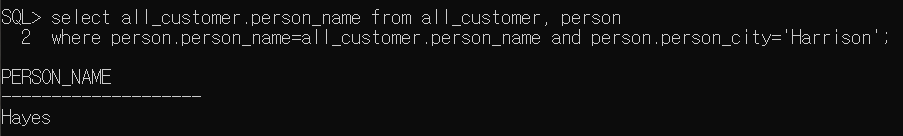 SQL> select all_customer.person_name from all_customer, person
  2  where person.person_name=all_customer.person_name and person.person_city='Harrison';
PERSON_NAME
--------------------
Hayes